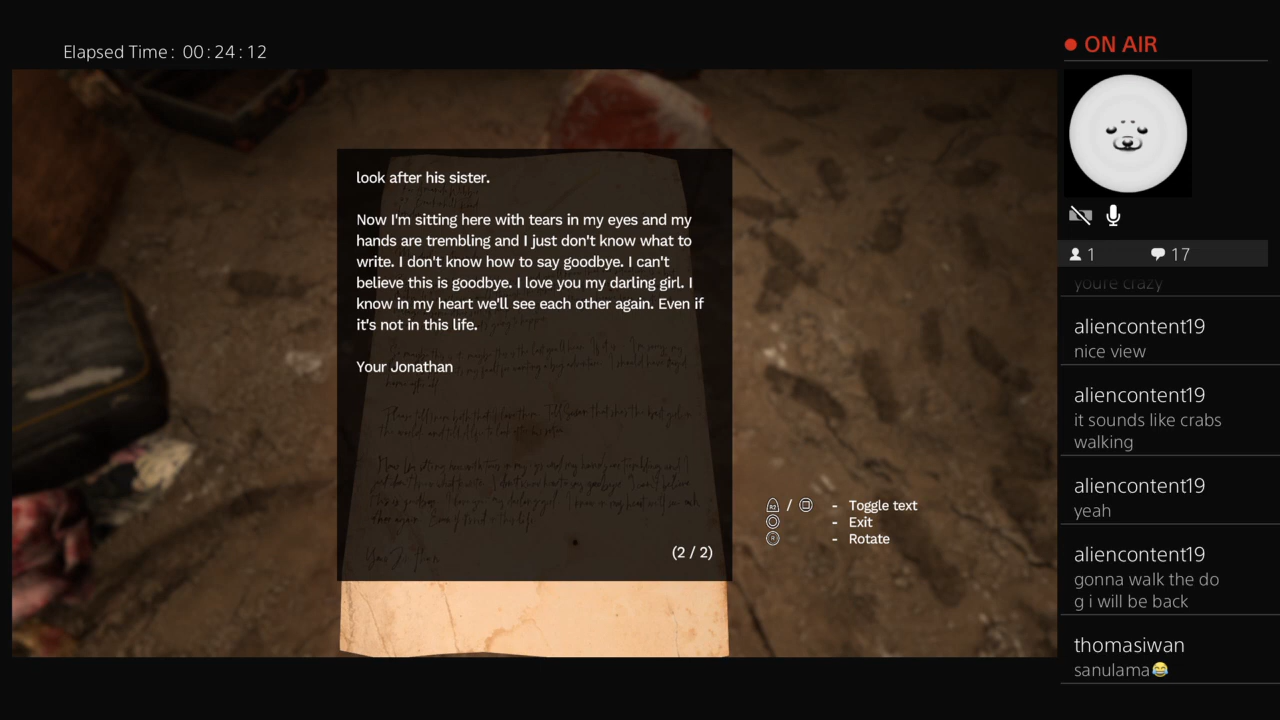 Elapsed Time: 00:24:12
ON AIR
1
17
look after his sister.
Now I'm sitting here with tears in my eyes and my
hands are trembling and I just don't know what to
write. I don't know how to say goodbye. I can't
believe this is goodbye. I love you my darling girl. I
know in my heart we'll see each other again. Even if
it's not in this life.
Your Jonathan
(2 / 2)
R2 / - Toggle text
- Exit
R - Rotate
youre crazy
aliencontent19
nice view
aliencontent19
it sounds like crabs
walking
aliencontent19
yeah
aliencontent19
gonna walk the do
g i will be back
thomasiwan
sanulama😂